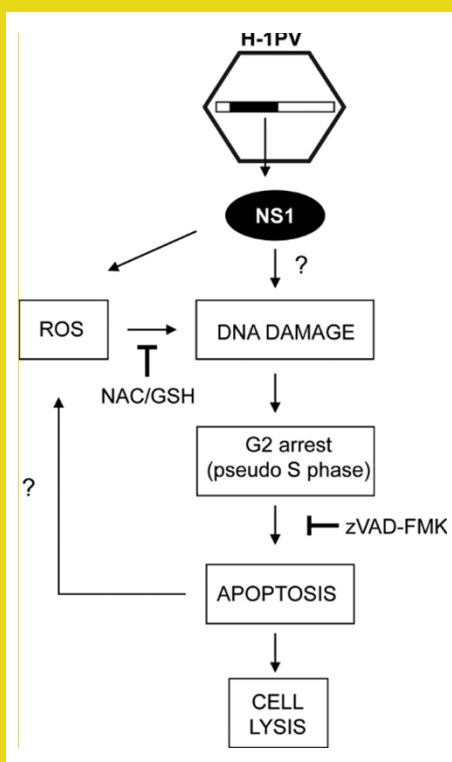 H-1PV
NS1
?
ROS
DNA DAMAGE
NAC/GSH
G2 arrest
(pseudo S phase)
?
zVAD-FMK
APOPTOSIS
CELL
LYSIS